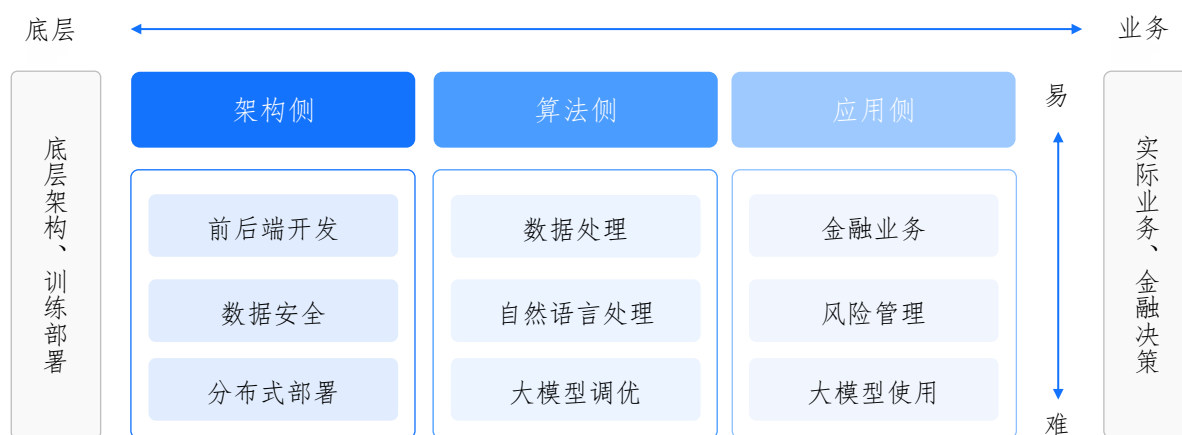 底层
业务
架构侧
算法侧
应用侧
易
底层架构、训练部署
前后端开发
数据处理
金融业务
实际业务、金融决策
数据安全
自然语言处理
风险管理
分布式部署
大模型调优
大模型使用
难